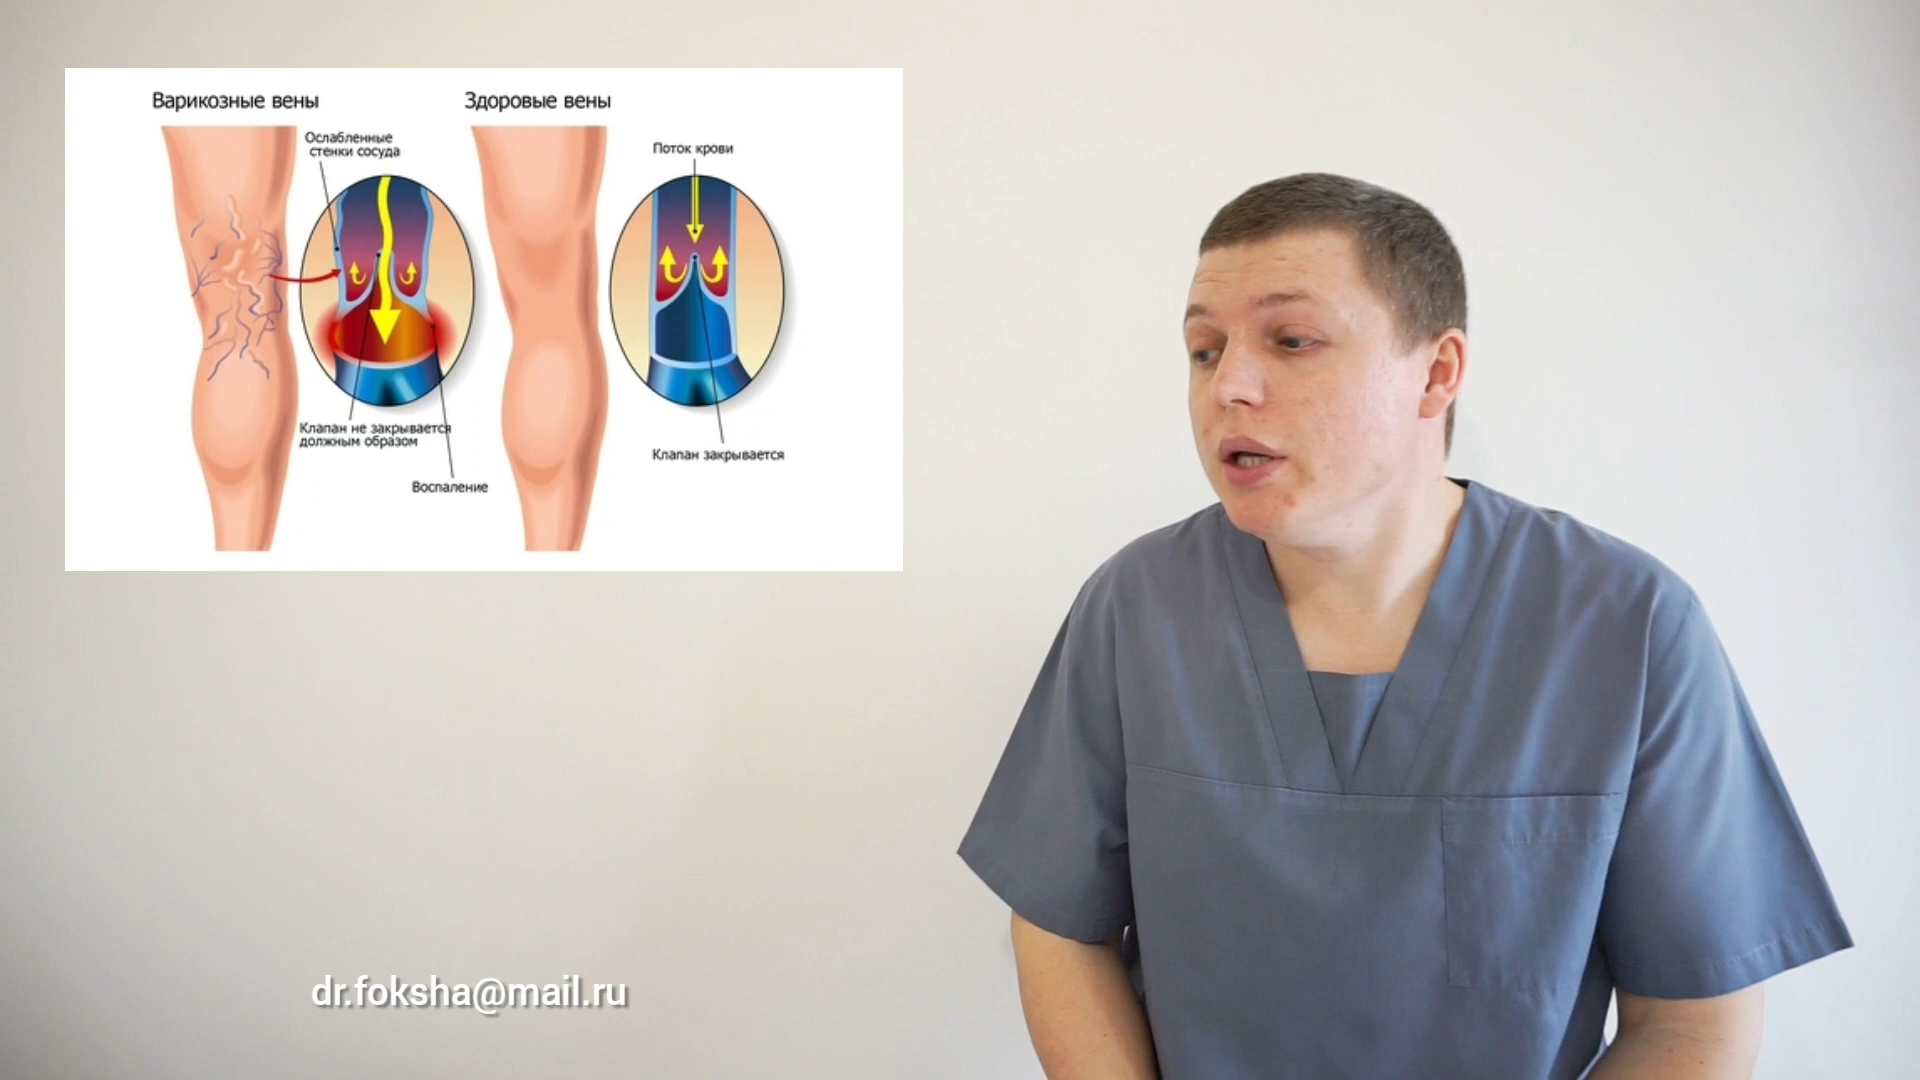 Варикозные вены
Здоровые вены
Ослабленные
стенки сосуда
Поток крови
Клапан не закрывается
должным образом
Клапан закрывается
Воспаление
dr.foksha@mail.ru